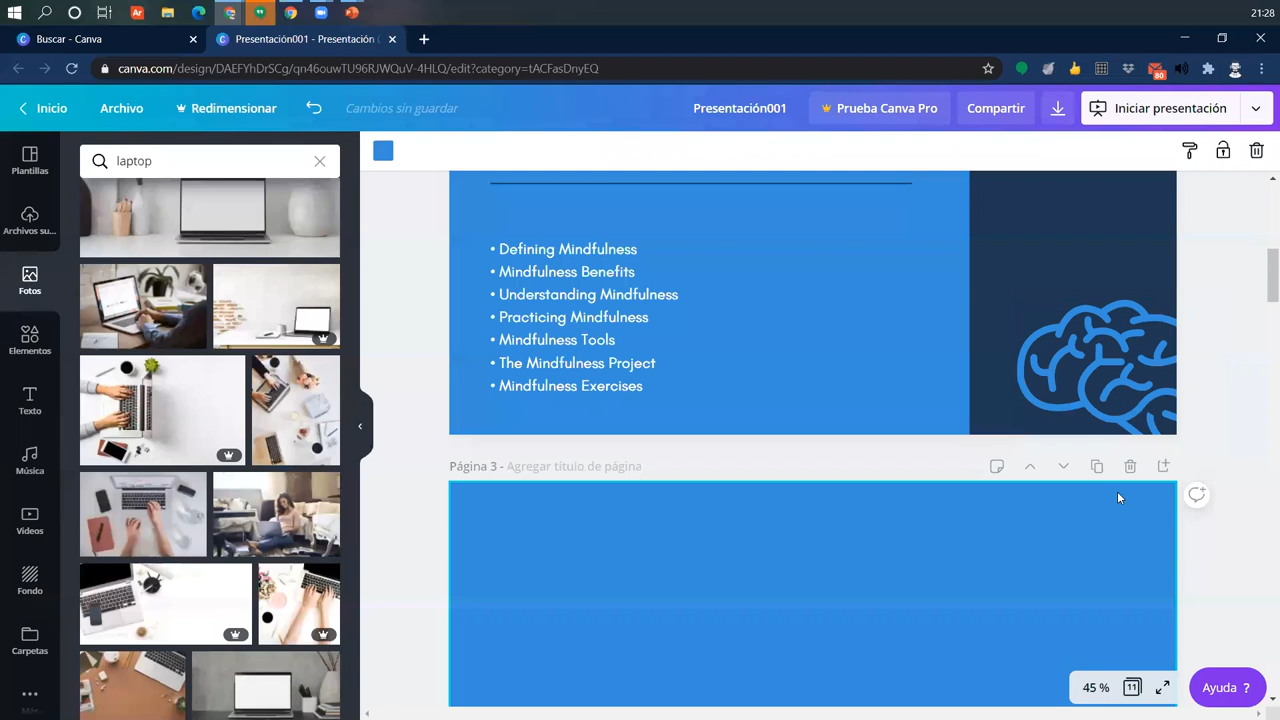 21:28
Buscar - Canva
Presentación001 - Presentación (
canva.com/design/DAEFYhDrSCg/qn46ouwTU96RJWQuV-4HLQ/edit?category=tACFasDnyEQ
80
Inicio
Archivo
Redimensionar
Cambios sin guardar
Presentación001
Prueba Canva Pro
Compartir
Iniciar presentación
Plantillas
Archivos su...
Fotos
Elementos
Texto
Música
Videos
Fondo
Carpetas
Más
laptop
• Defining Mindfulness
• Mindfulness Benefits
• Understanding Mindfulness
• Practicing Mindfulness
• Mindfulness Tools
• The Mindfulness Project
• Mindfulness Exercises
Página 3 - Agregar título de página
45 %
11
Ayuda ?